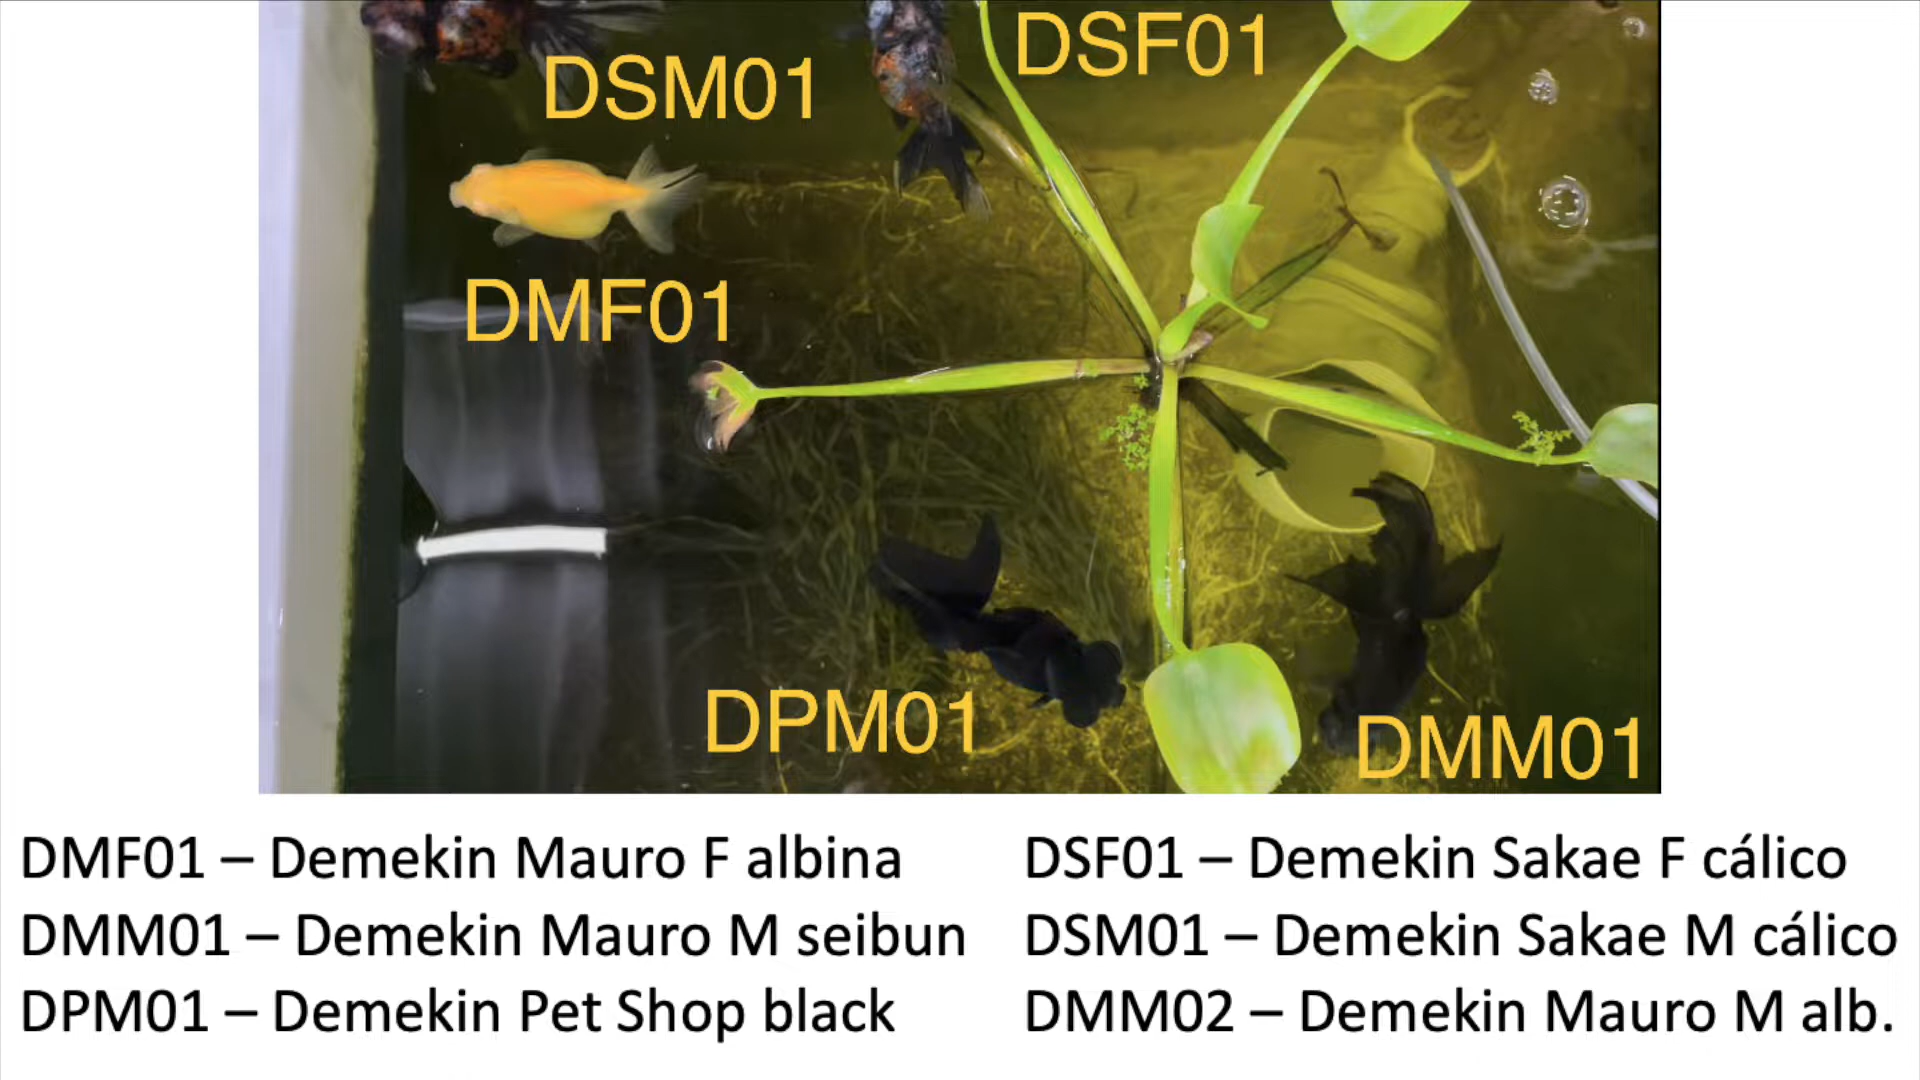 DSF01
DSM01
DMF01
DPM01
DMM01
DMF01 – Demekin Mauro F albina
DMM01 – Demekin Mauro M seibun
DPM01 – Demekin Pet Shop black
DSF01 – Demekin Sakae F cálico
DSM01 – Demekin Sakae M cálico
DMM02 – Demekin Mauro M alb.